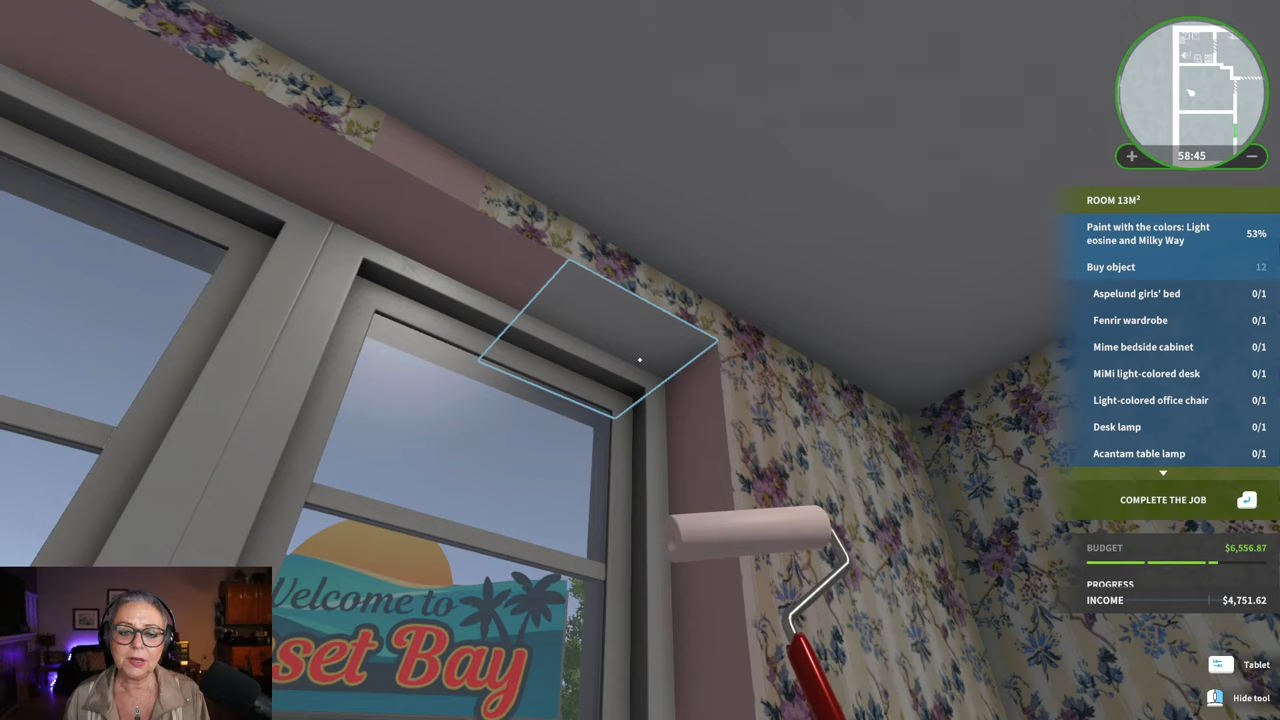 58:45
ROOM 13M²
Paint with the colors: Light
eosine and Milky Way
53%
Buy object 12
Aspelund girls' bed 0/1
Fenrir wardrobe 0/1
Mime bedside cabinet 0/1
MiMi light-colored desk 0/1
Light-colored office chair 0/1
Desk lamp 0/1
Acantam table lamp 0/1
COMPLETE THE JOB
BUDGET $6,556.87
PROGRESS
INCOME $4,751.62
Tablet
Hide tool
Welcome to
set Bay